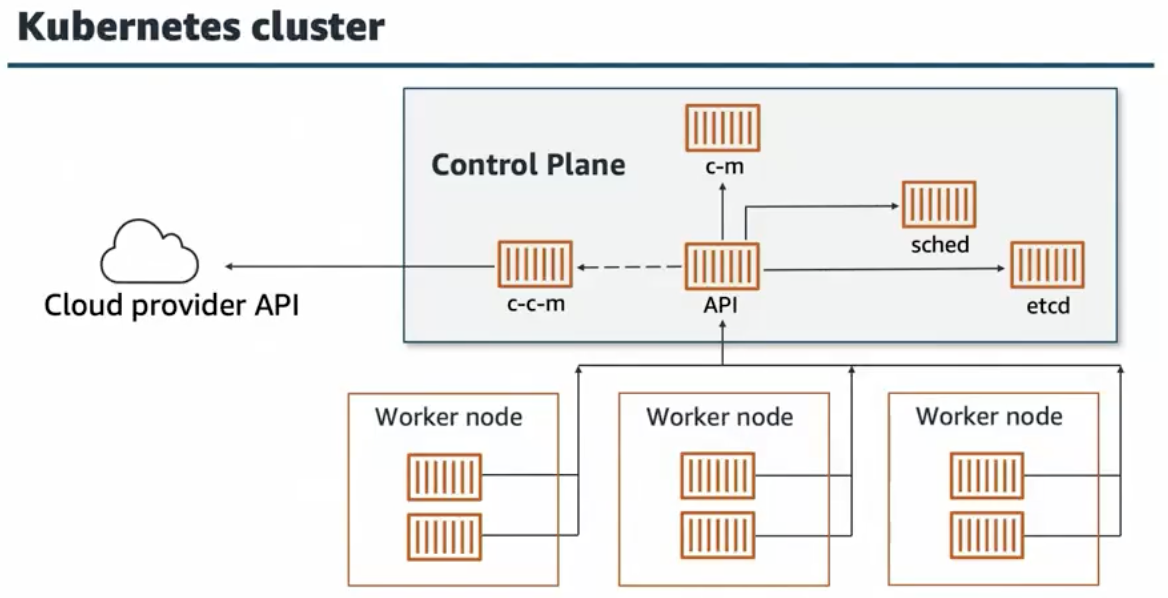 Kubernetes cluster
Control Plane
c-m
sched
Cloud provider API
c-c-m
API
etcd
Worker node
Worker node
Worker node